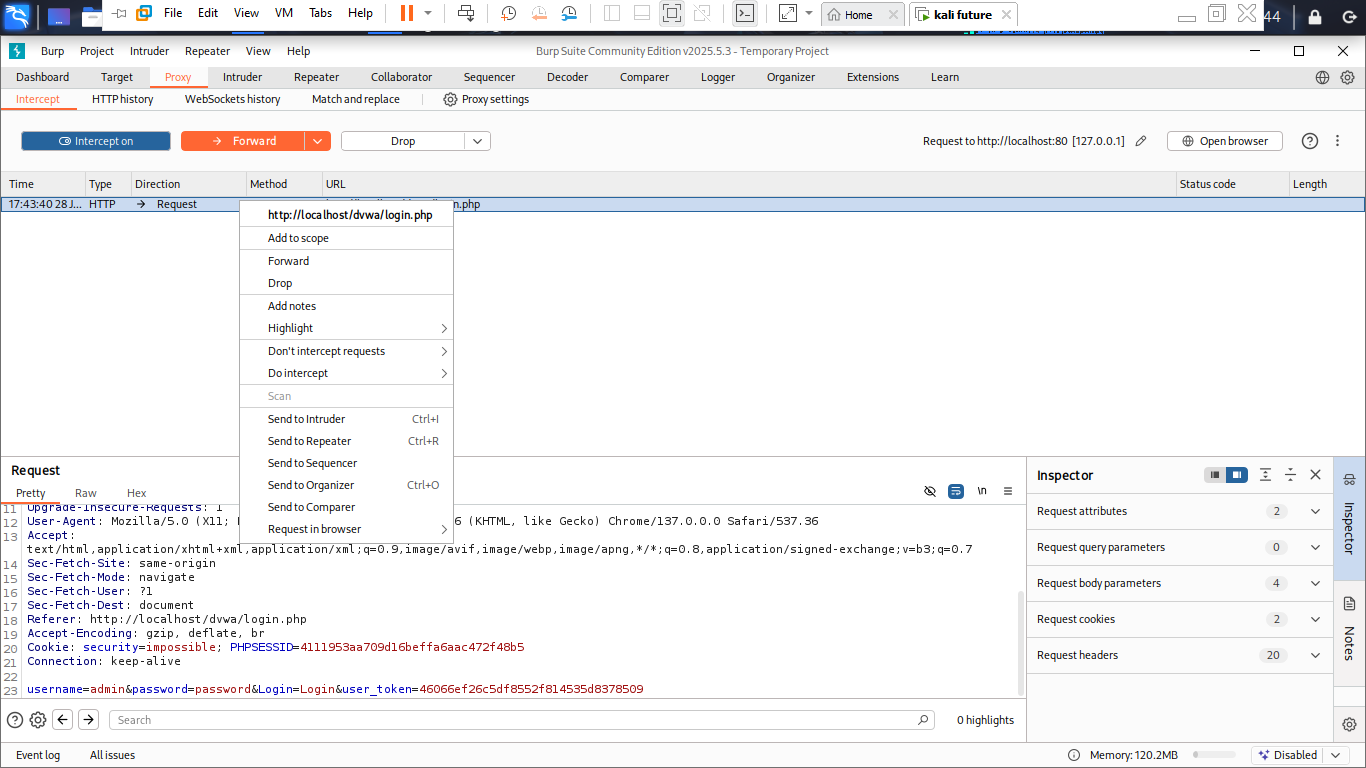 File Edit View VM Tabs Help Home kali future 44
Burp Project Intruder Repeater View Help Burp Suite Community Edition v2025.5.3 - Temporary Project
Dashboard Target Proxy Intruder Repeater Collaborator Sequencer Decoder Comparer Logger Organizer Extensions Learn
Intercept HTTP history WebSockets history Match and replace Proxy settings
Intercept on Forward Drop Request to http://localhost:80 [127.0.0.1] Open browser
Time Type Direction Method URL Status code Length
17:43:40 28 J... HTTP → Request n.php
http://localhost/dvwa/login.php
Add to scope
Forward
Drop
Add notes
Highlight
Don't intercept requests
Do intercept
Scan
Send to Intruder Ctrl+I
Send to Repeater Ctrl+R
Send to Sequencer
Send to Organizer Ctrl+O
Send to Comparer
Request in browser
Request
Pretty Raw Hex \n
11 Upgrade-Insecure-Requests: 1
12 User-Agent: Mozilla/5.0 (X11; 6 (KHTML, like Gecko) Chrome/137.0.0.0 Safari/537.36
13 Accept:
text/html,application/xhtml+xml,application/xml;q=0.9,image/avif,image/webp,image/apng,*/*;q=0.8,application/signed-exchange;v=b3;q=0.7
14 Sec-Fetch-Site: same-origin
15 Sec-Fetch-Mode: navigate
16 Sec-Fetch-User: ?1
17 Sec-Fetch-Dest: document
18 Referer: http://localhost/dvwa/login.php
19 Accept-Encoding: gzip, deflate, br
20 Cookie: security=impossible; PHPSESSID=4111953aa709d16beffa6aac472f48b5
21 Connection: keep-alive
22
23 username=admin&password=password&Login=Login&user_token=46066ef26c5df8552f814535d8378509
Search 0 highlights
Inspector
Request attributes 2
Request query parameters 0
Request body parameters 4
Request cookies 2
Request headers 20
Inspector
Notes
Event log All issues Memory: 120.2MB Disabled